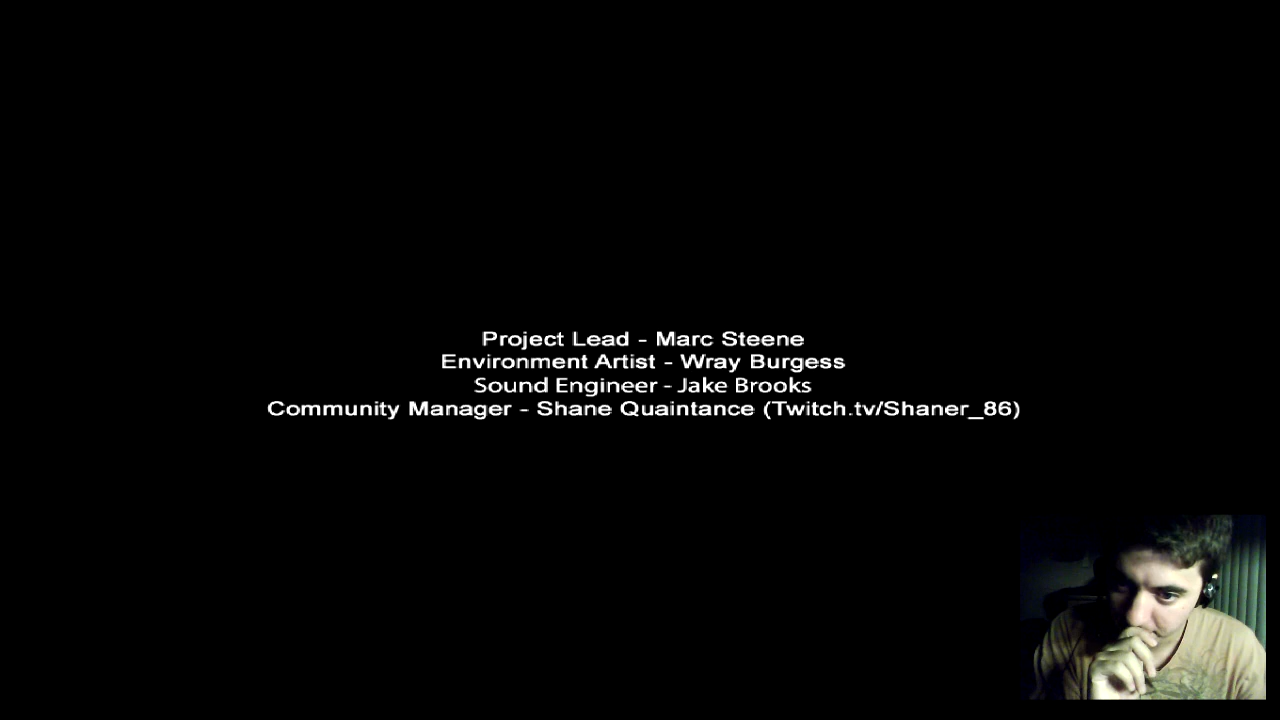 Project Lead - Marc Steene
Environment Artist - Wray Burgess
Sound Engineer - Jake Brooks
Community Manager - Shane Quaintance (Twitch.tv/Shaner_86)